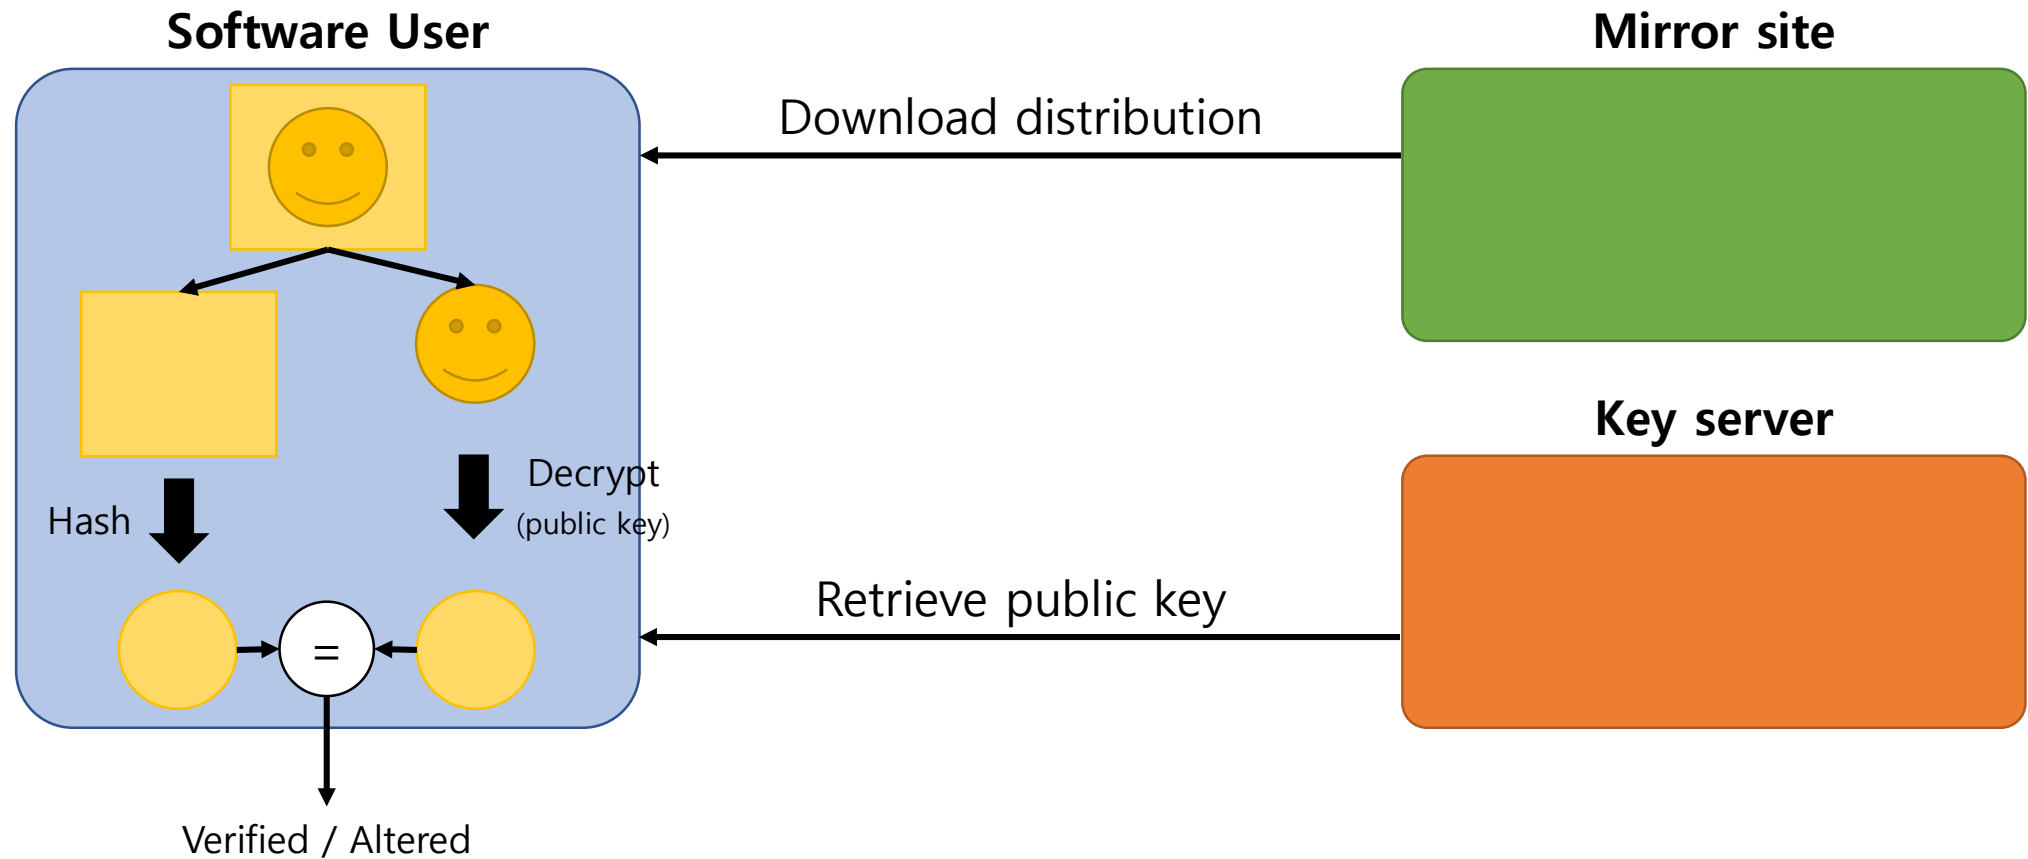 Software User
Mirror site
Download distribution
Key server
Decrypt
(public key)
Hash
Retrieve public key
=
Verified / Altered